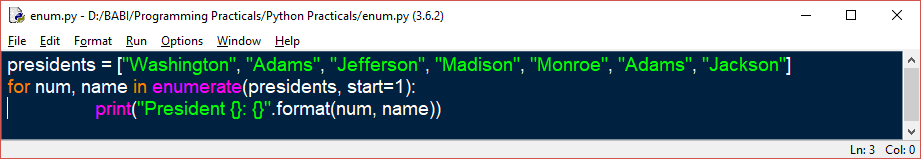 enum.py - D:/BABI/Programming Practicals/Python Practicals/enum.py (3.6.2)
File Edit Format Run Options Window Help
presidents = ["Washington", "Adams", "Jefferson", "Madison", "Monroe", "Adams", "Jackson"]
for num, name in enumerate(presidents, start=1):
print("President {}: {}".format(num, name))
Ln: 3 Col: 0